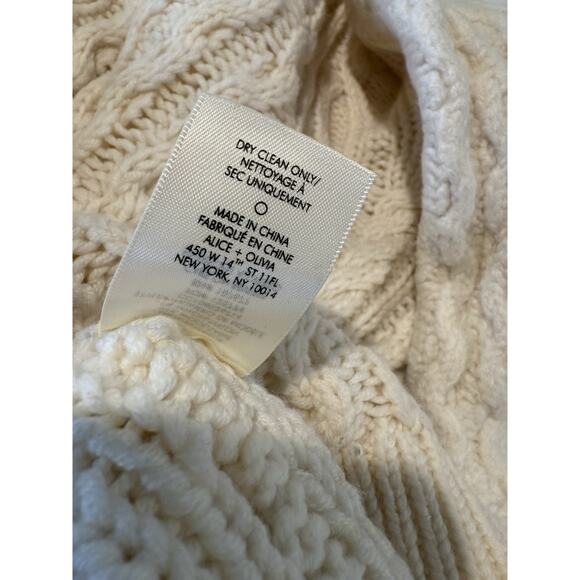 DRY CLEAN ONLY/
NETTOYAGE À
SEC UNIQUEMENT
MADE IN CHINA
FABRIQUÉ EN CHINE
ALICE + OLIVIA
450 W 14TH ST 11FL
NEW YORK, NY 10014